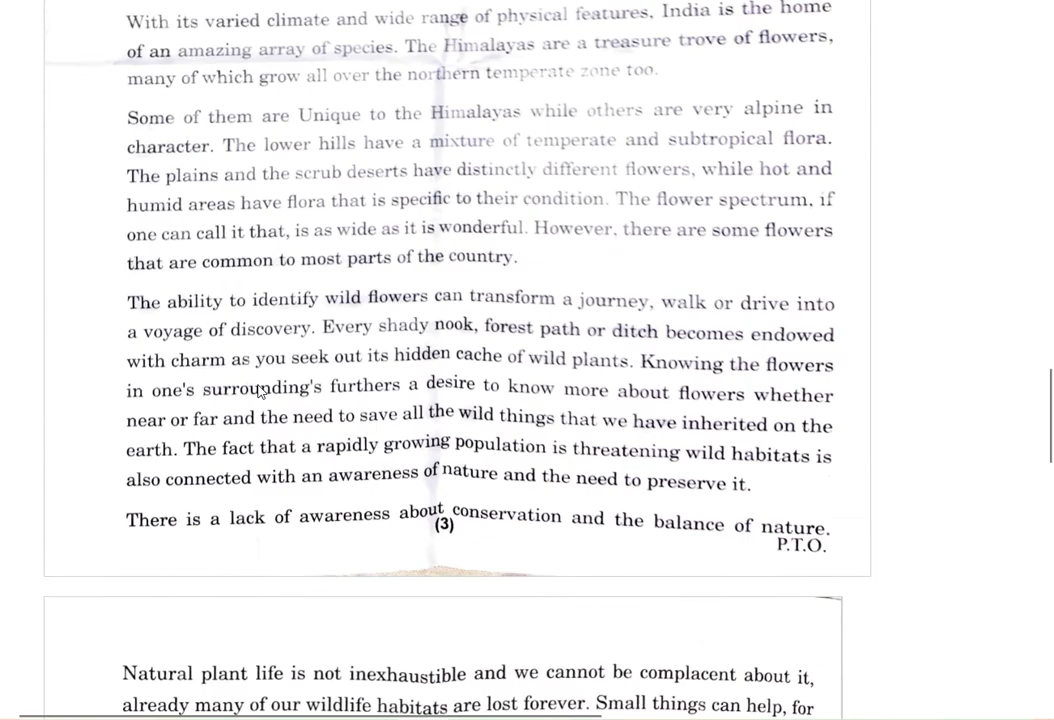 With its varied climate and wide range of physical features, India is the home
of an amazing array of species. The Himalayas are a treasure trove of flowers,
many of which grow all over the northern temperate zone too.
Some of them are Unique to the Himalayas while others are very alpine in
character. The lower hills have a mixture of temperate and subtropical flora.
The plains and the scrub deserts have distinctly different flowers, while hot and
humid areas have flora that is specific to their condition. The flower spectrum, if
one can call it that, is as wide as it is wonderful. However, there are some flowers
that are common to most parts of the country.
The ability to identify wild flowers can transform a journey, walk or drive into
a voyage of discovery. Every shady nook, forest path or ditch becomes endowed
with charm as you seek out its hidden cache of wild plants. Knowing the flowers
in one's surrounding's furthers a desire to know more about flowers whether
near or far and the need to save all the wild things that we have inherited on the
earth. The fact that a rapidly growing population is threatening wild habitats is
also connected with an awareness of nature and the need to preserve it.
There is a lack of awareness about conservation and the balance of nature.
(3)
P.T.O.
Natural plant life is not inexhaustible and we cannot be complacent about it,
already many of our wildlife habitats are lost forever. Small things can help, for